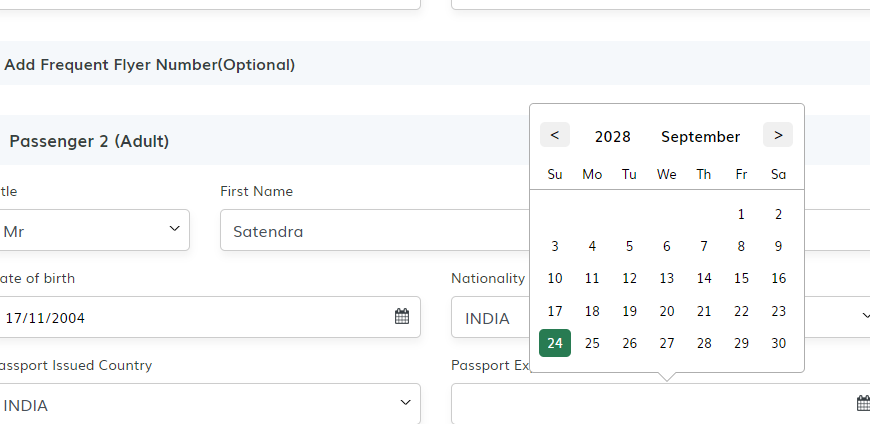 Add Frequent Flyer Number(Optional)
Passenger 2 (Adult)
< 2028 September >
Su Mo Tu We Th Fr Sa
1 2
3 4 5 6 7 8 9
10 11 12 13 14 15 16
17 18 19 20 21 22 23
24 25 26 27 28 29 30
itle First Name
Mr Satendra
ate of birth Nationality
17/11/2004 INDIA
assport Issued Country Passport Ex
INDIA